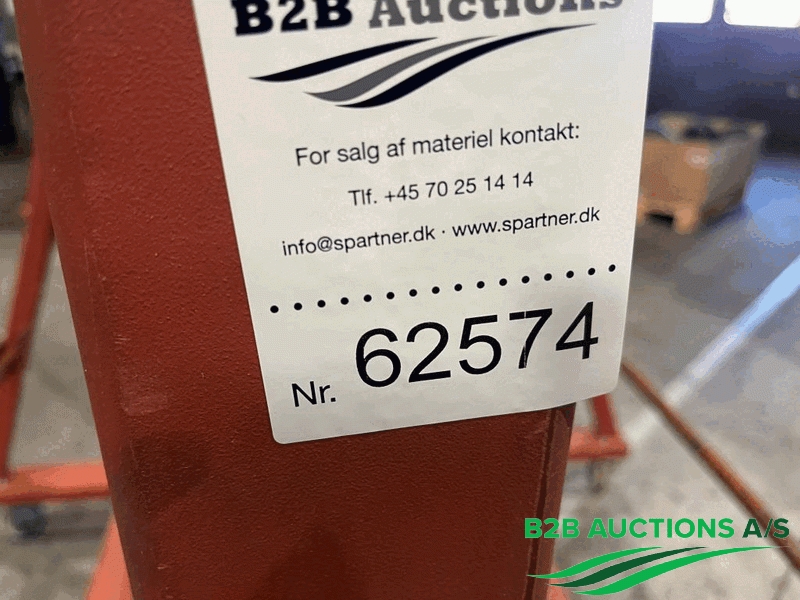 B2B Auctions
For salg af materiel kontakt:
Tlf. +45 70 25 14 14
info@spartner.dk · www.spartner.dk
Nr. 62574
B2B AUCTIONS A/S